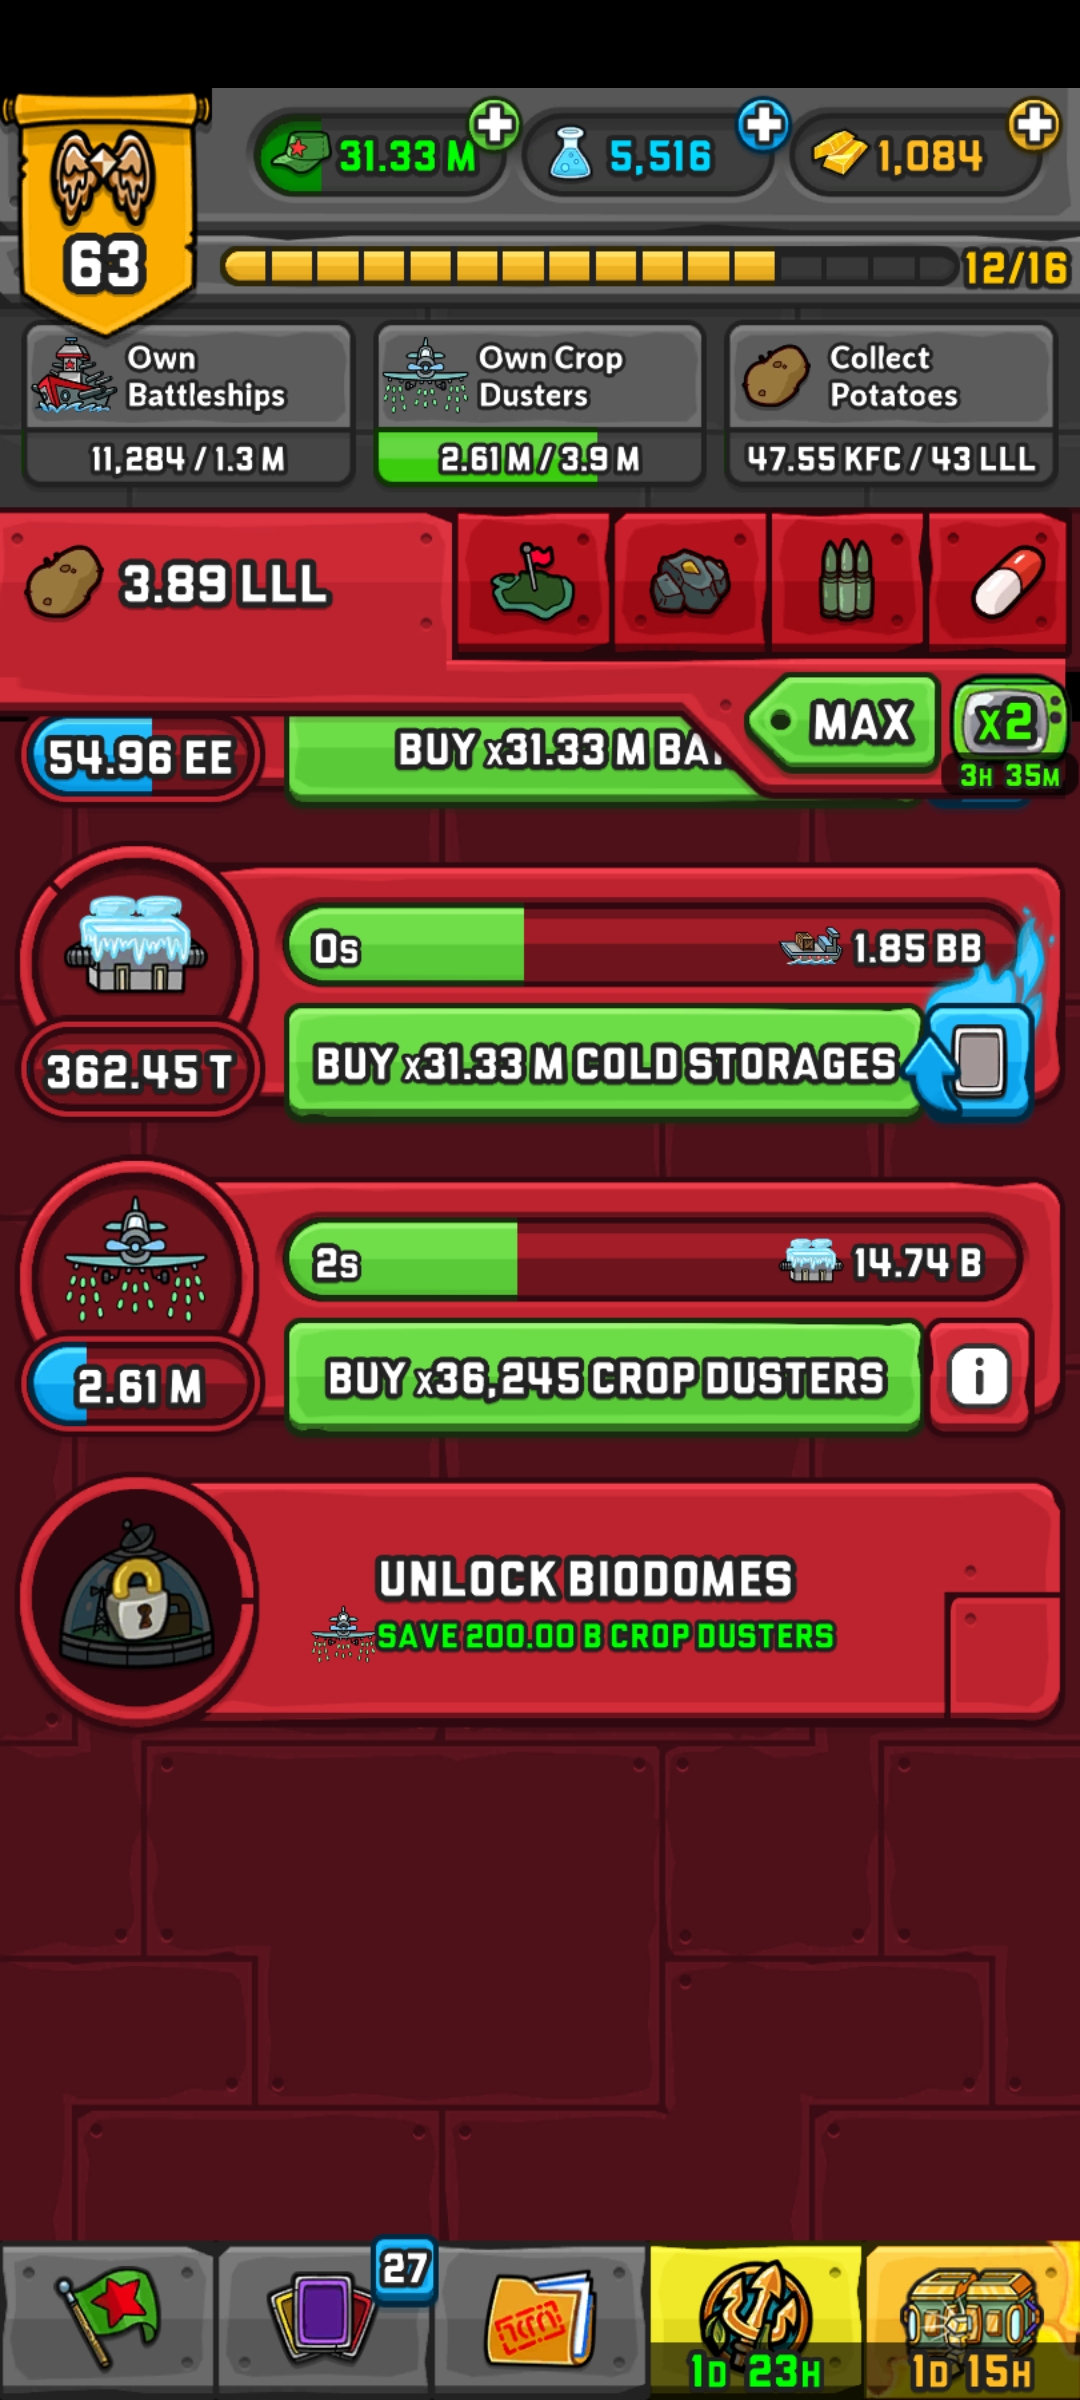 63
31.33 M
5,516
1,084
12/16
Own
Battleships
11,284 / 1.3 M
Own Crop
Dusters
2.61 M / 3.9 M
Collect
Potatoes
47.55 KFC / 43 LLL
3.89 LLL
MAX
x2
3H 35M
54.96 EE
BUY x31.33 M
0s
1.85 BB
362.45 T
BUY x31.33 M COLD STORAGES
2s
14.74 B
2.61 M
BUY x36,245 CROP DUSTERS
i
UNLOCK BIODOMES
SAVE 200.00 B CROP DUSTERS
27
1D 23H
1D 15H